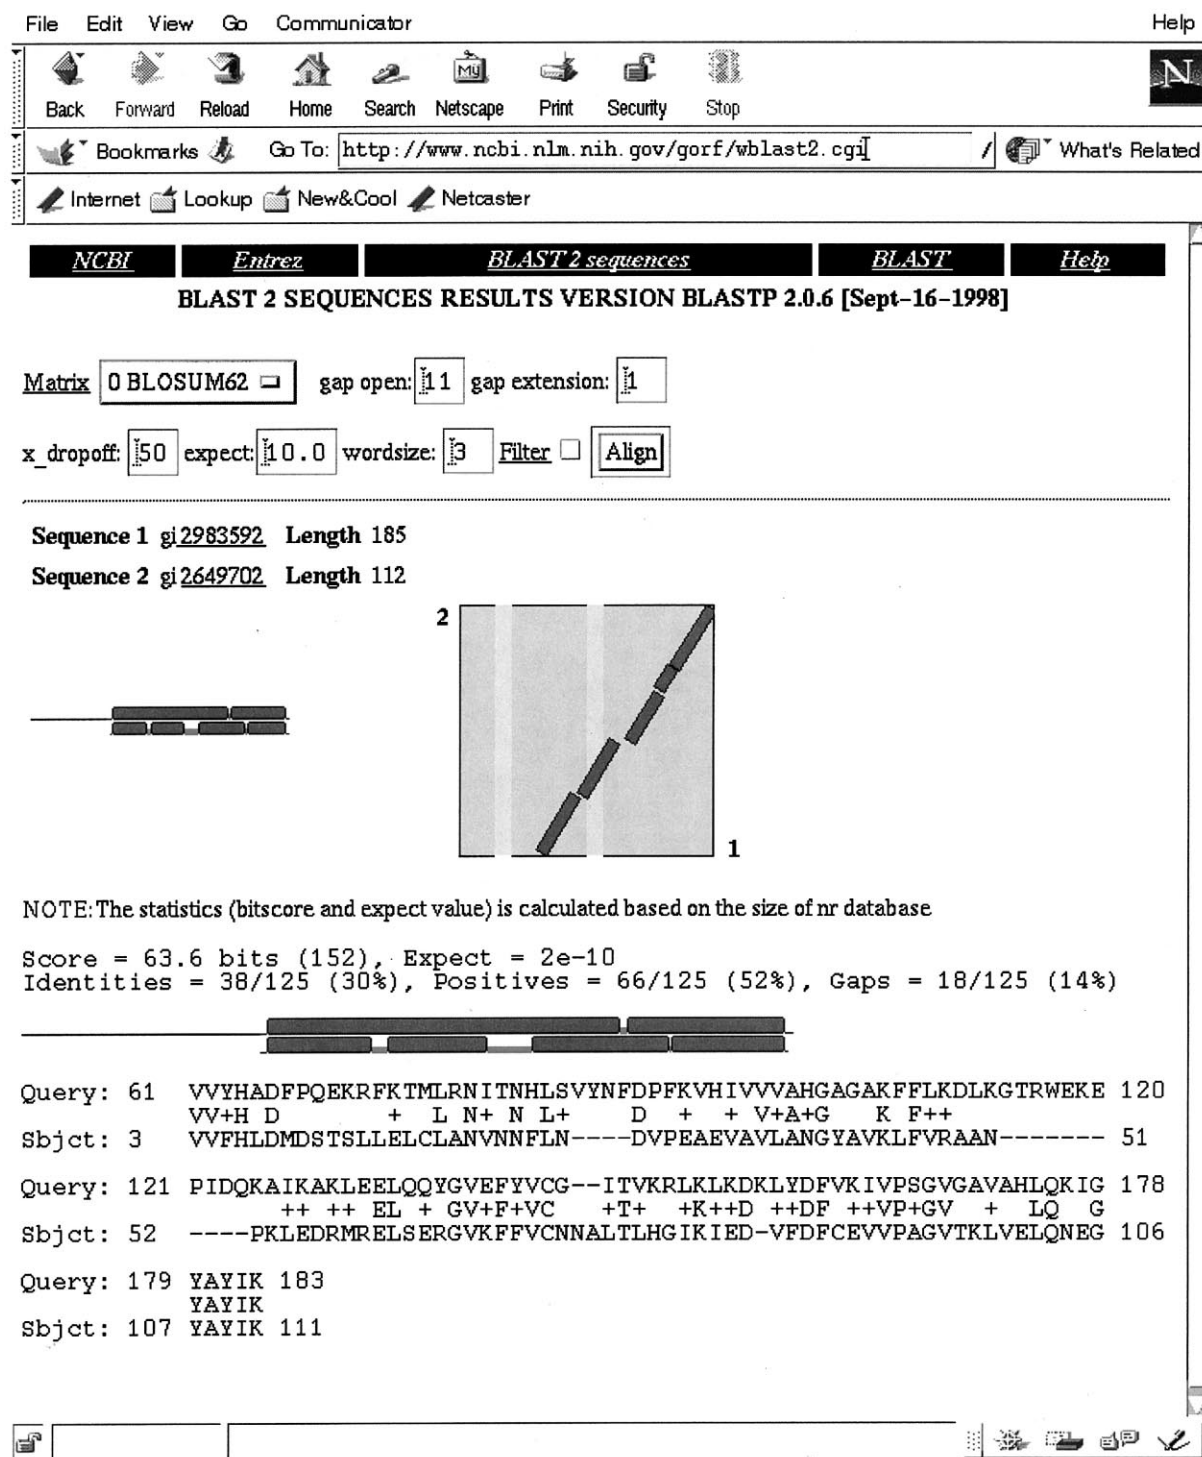 File Edit View Go Communicator Help
My N
Back Forward Reload Home Search Netscape Print Security Stop
Bookmarks Go To: http://www.ncbi.nlm.nih.gov/gorf/wblast2.cgi What's Related
Internet Lookup New&Cool Netcaster
NCBI Entrez BLAST 2 sequences BLAST Help
BLAST 2 SEQUENCES RESULTS VERSION BLASTP 2.0.6 [Sept-16-1998]
Matrix 0 BLOSUM62 gap open: 11 gap extension: 1
x_dropoff: 50 expect: 10.0 wordsize: 3 Filter Align
Sequence 1 gi 2983592 Length 185
Sequence 2 gi 2649702 Length 112
2
1
NOTE:The statistics (bitscore and expect value) is calculated based on the size of nr database
Score = 63.6 bits (152), Expect = 2e-10
Identities = 38/125 (30%), Positives = 66/125 (52%), Gaps = 18/125 (14%)
Query: 61 VVYHADFPQEKRFKTMLRNITNHLSVYNFDPFKVHIVVVAHGAGAKFFLKDLKGTRWEKE 120
VV+H D + L N+ N L+ D + + V+A+G K F++
Sbjct: 3 VVFHLDMDSTSLLELCLANVNNFLN----DVPEAEVAVLANGYAVKLFVRAAN------- 51
Query: 121 PIDQKAIKAKLEELQQYGVEFYVCG--ITVKRLKLKDKLYDFVKIVPSGVGAVAHLQKIG 178
++ ++ EL + GV+F+VC +T+ +K++D ++DF ++VP+GV + LQ G
Sbjct: 52 ----PKLEDRMRELSERGVKFFVCNNALTLHGIKIED-VFDFCEVVPAGVTKLVELQNEG 106
Query: 179 YAYIK 183
YAYIK
Sbjct: 107 YAYIK 111